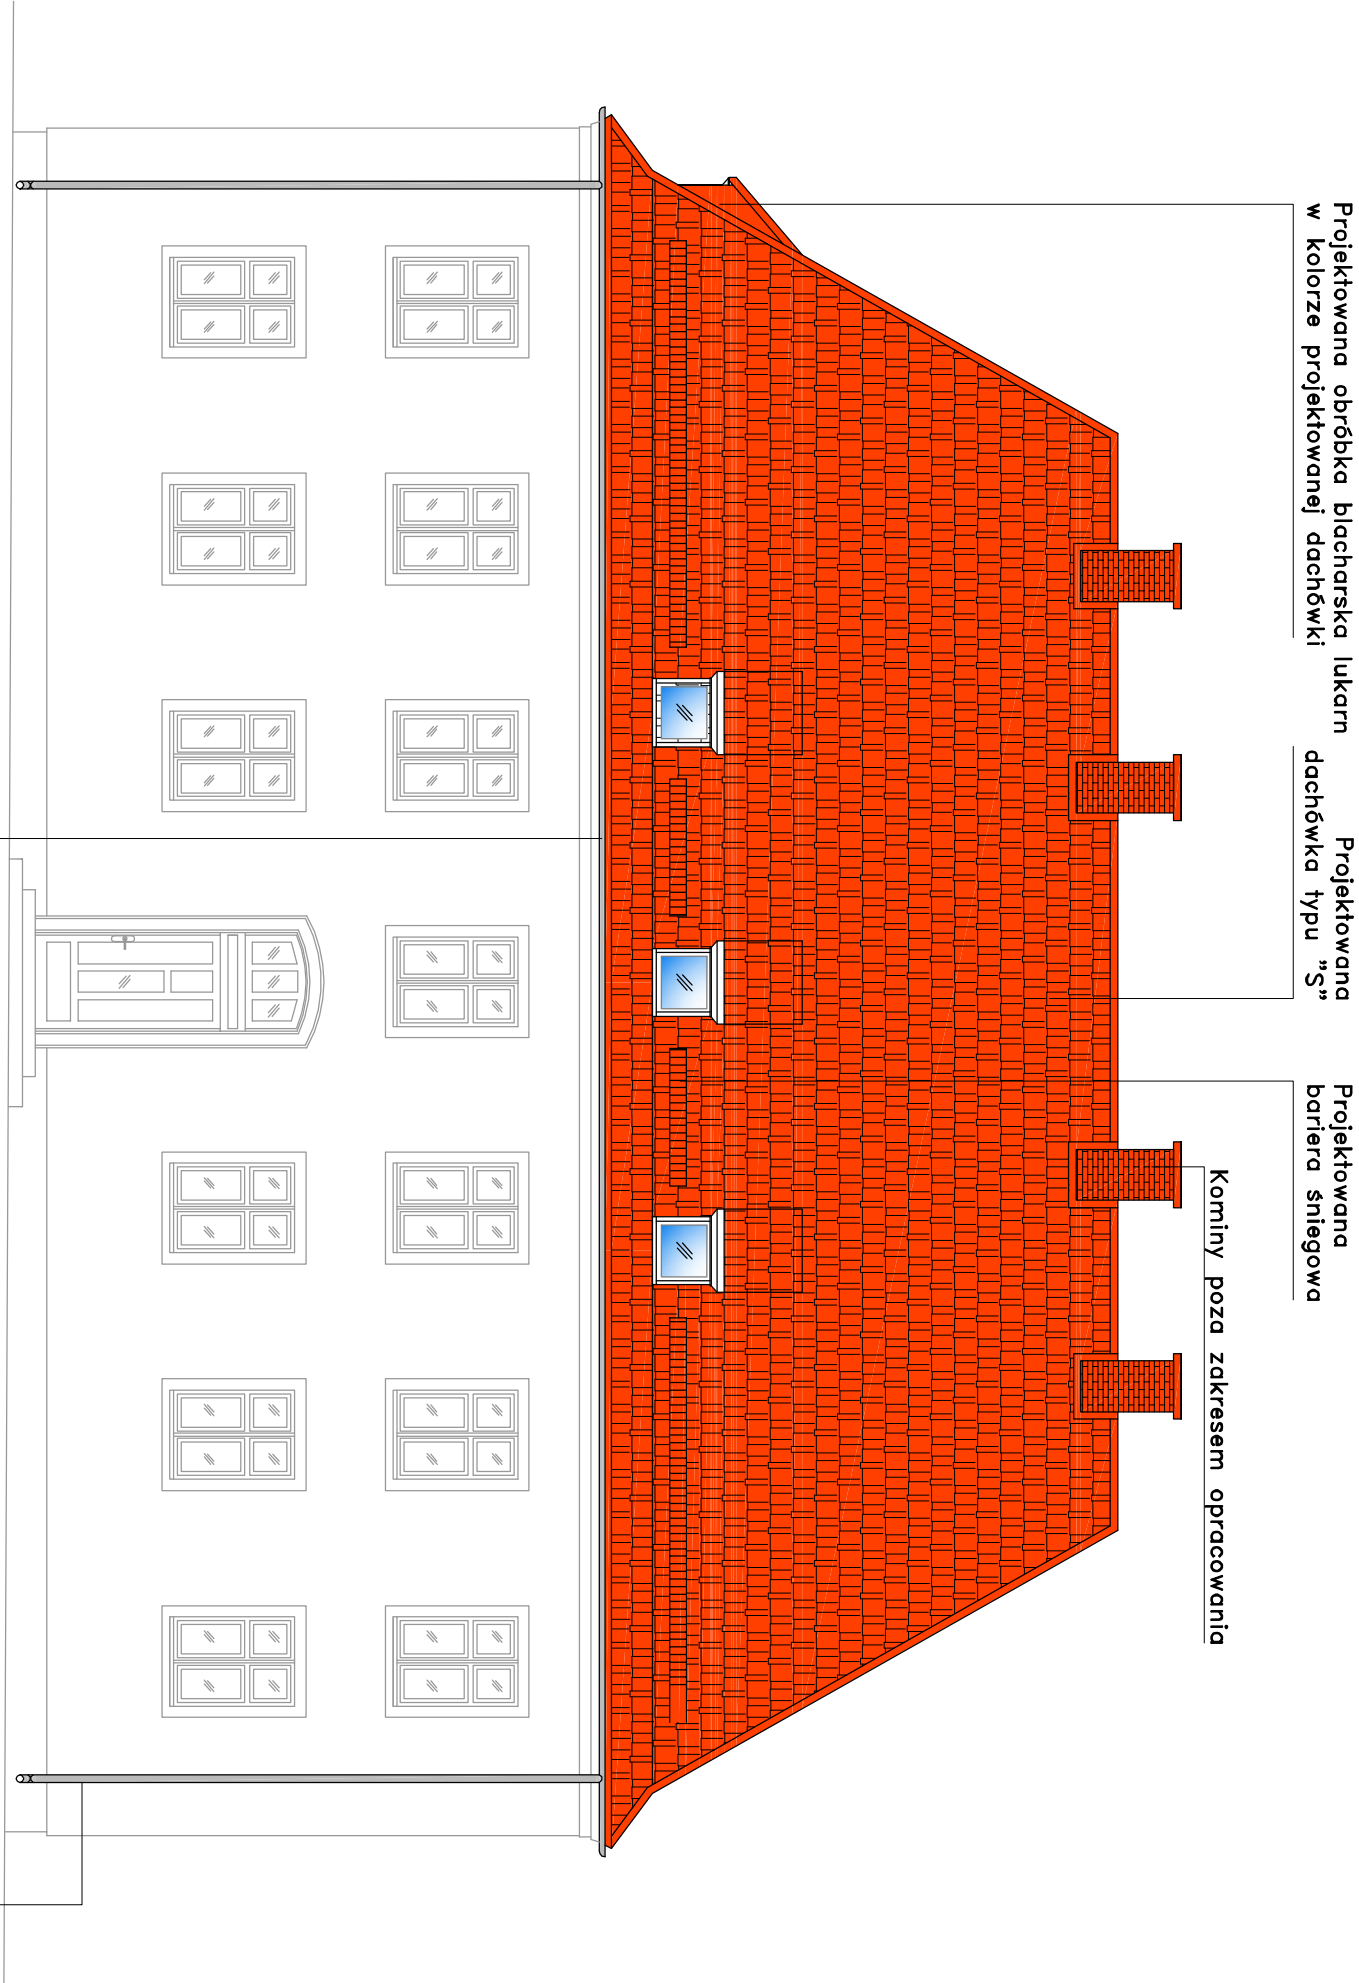 Projektowana obróbka blacharska lukarn
w kolorze projektowanej dachówki
Projektowana
dachówka typu "S"
Projektowana
bariera śniegowa
Kominy poza zakresem opracowania